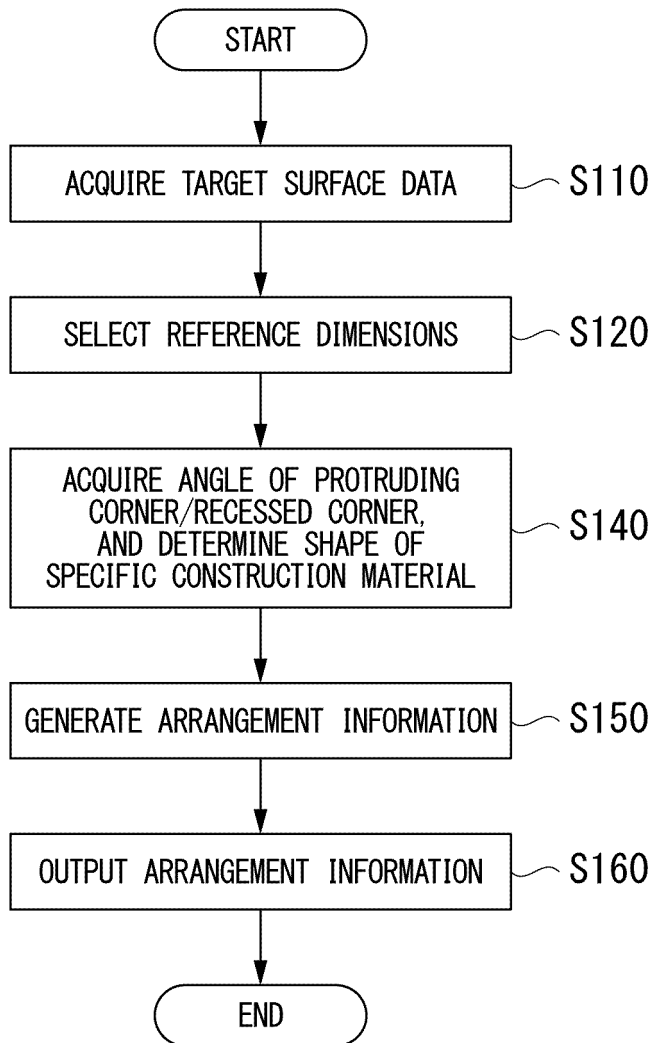 START
ACQUIRE TARGET SURFACE DATA
S110
SELECT REFERENCE DIMENSIONS
S120
ACQUIRE ANGLE OF PROTRUDING
CORNER/RECESSED CORNER,
AND DETERMINE SHAPE OF
SPECIFIC CONSTRUCTION MATERIAL
S140
GENERATE ARRANGEMENT INFORMATION
S150
OUTPUT ARRANGEMENT INFORMATION
S160
END